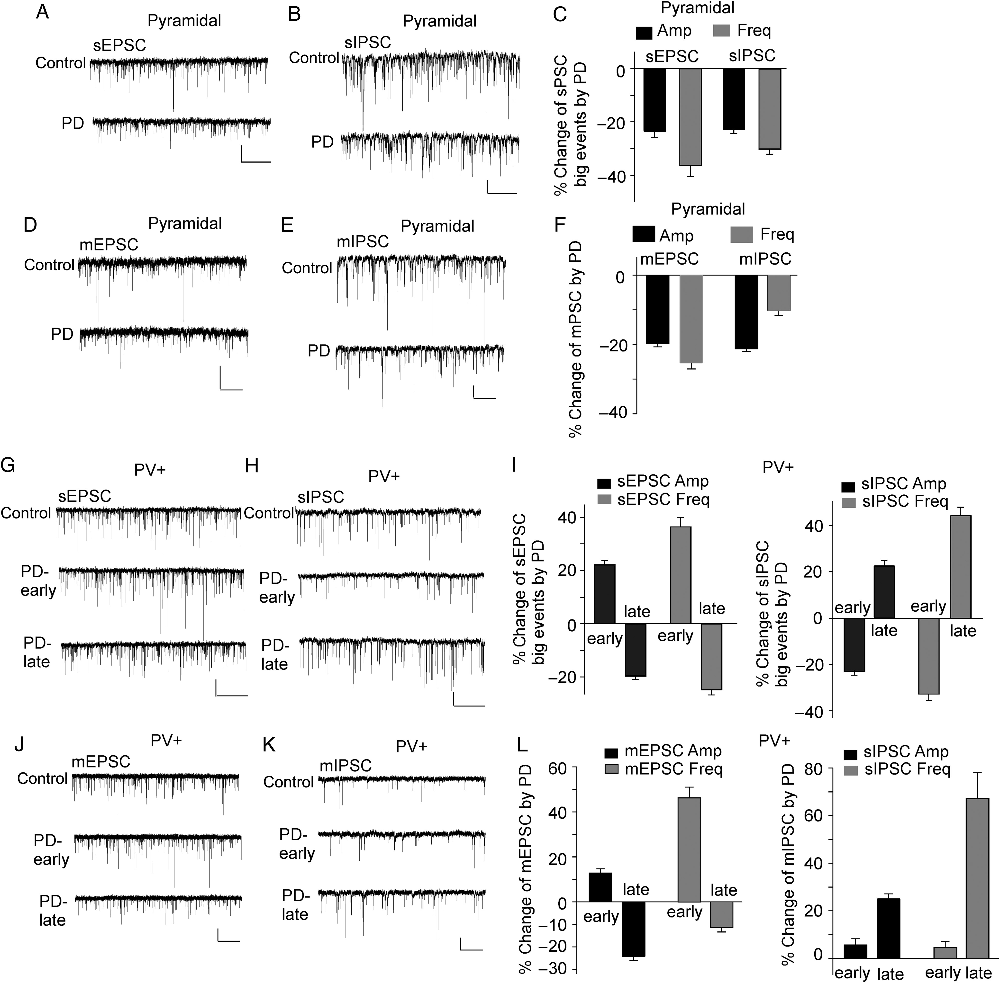 A
Pyramidal
sEPSC
Control
PD
B
Pyramidal
sIPSC
Control
PD
C
Pyramidal
Amp Freq
sEPSC sIPSC
% Change of sPSC
big events by PD
0
–20
–40
D
Pyramidal
mEPSC
Control
PD
E
Pyramidal
mIPSC
Control
PD
F
Pyramidal
Amp Freq
mEPSC mIPSC
% Change of mPSC by PD
0
–20
–40
G
PV+
sEPSC
Control
PD-
early
PD-
late
H
PV+
sIPSC
Control
PD-
early
PD-
late
I
PV+
sEPSC Amp
sEPSC Freq
% Change of sEPSC
big events by PD
40
20
0
–20
early
late
early
late
sIPSC Amp
sIPSC Freq
% Change of sIPSC
big events by PD
40
20
0
–20
–40
early
late
early
late
J
PV+
mEPSC
Control
PD-
early
PD-
late
K
PV+
mIPSC
Control
PD-
early
PD-
late
L
PV+
mEPSC Amp
mEPSC Freq
% Change of mEPSC by PD
60
40
20
0
–10
–20
–30
early
late
early
late
sIPSC Amp
sIPSC Freq
% Change of mIPSC by PD
80
60
40
20
0
early late early late